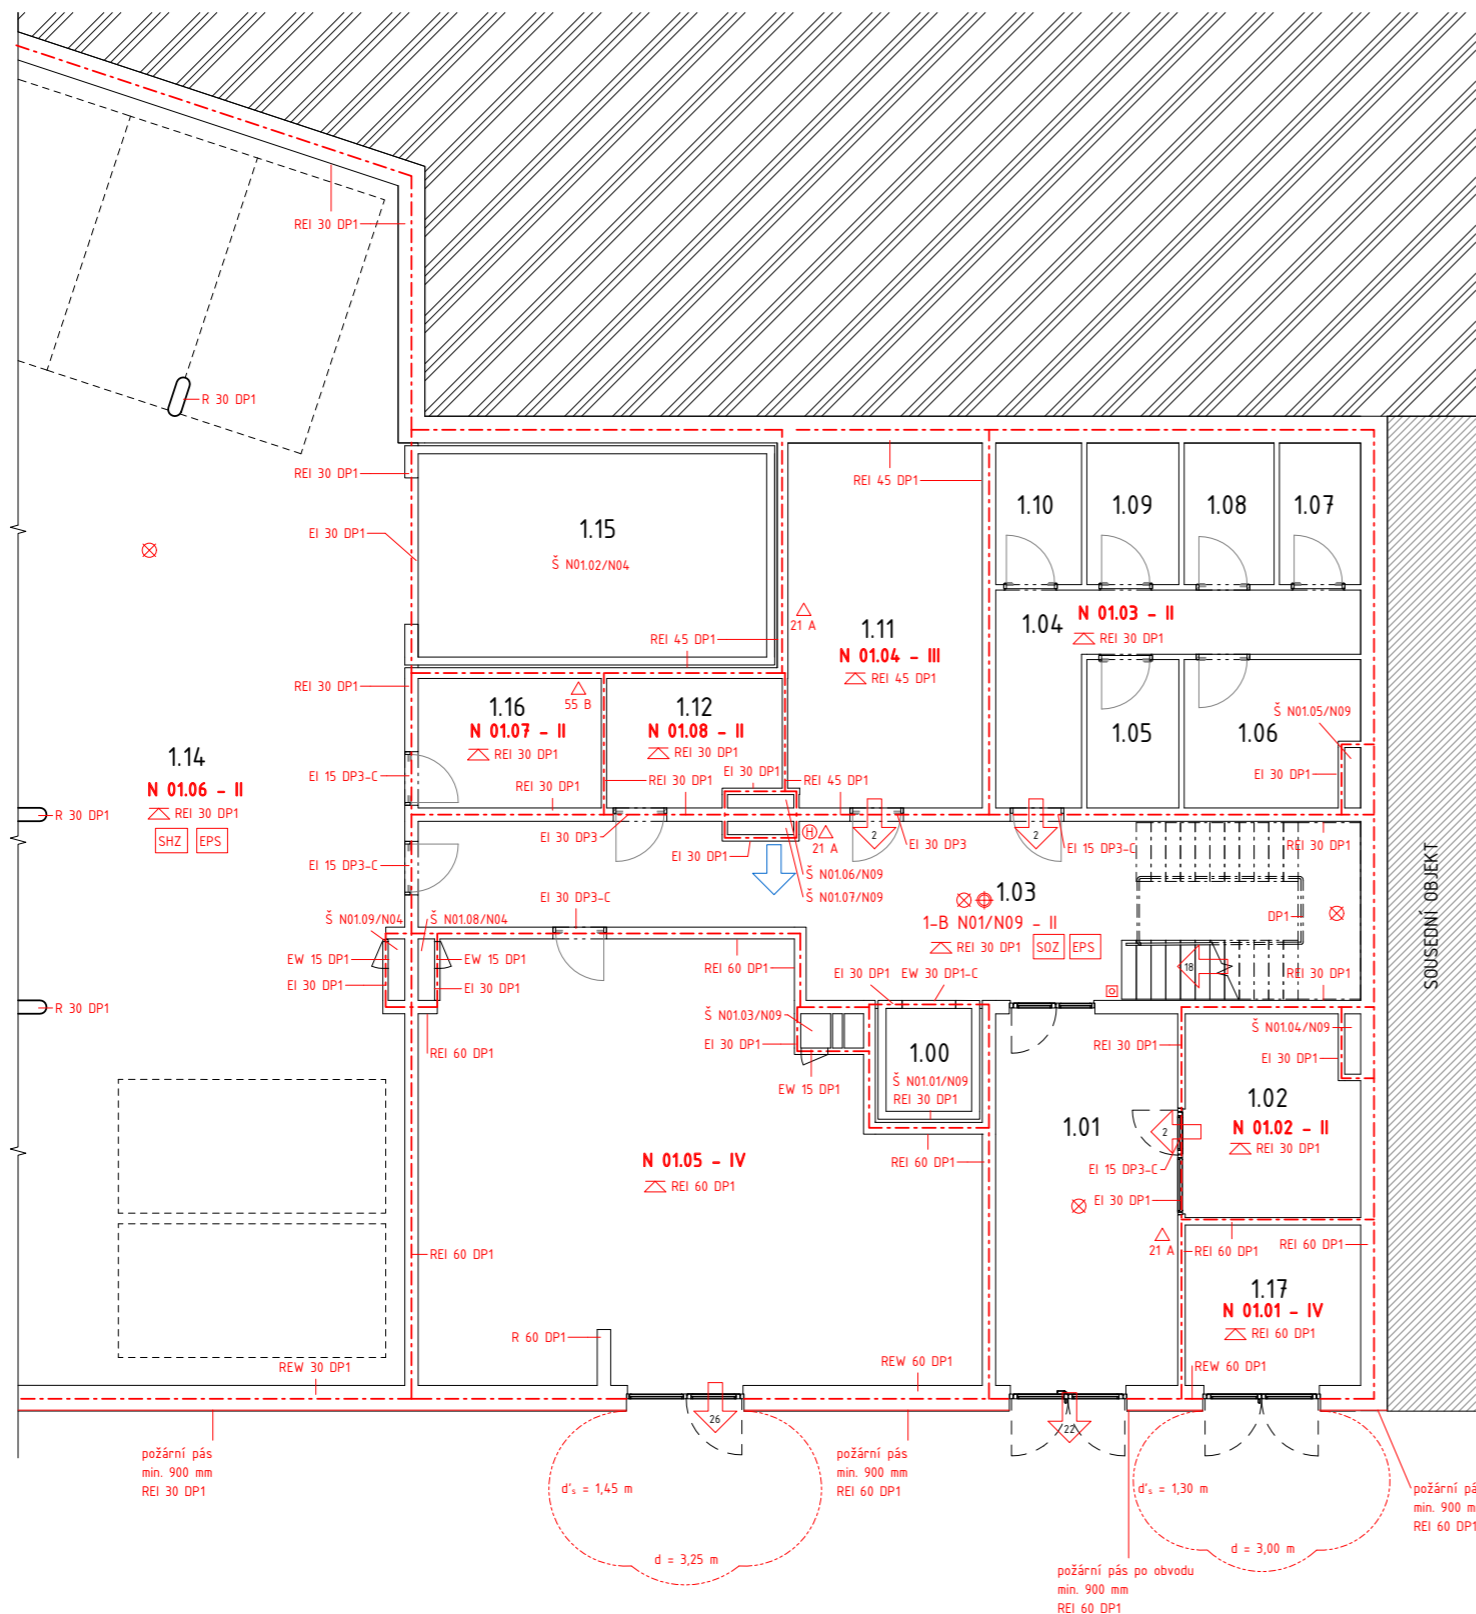 REI 30 DP1
R 30 DP1
REI 30 DP1
REI 45 DP1
1.10
1.09
1.08
1.07
EI 30 DP1
1.15
Š N01.02/N04
21 A
1.11
N 01.04 - III
REI 45 DP1
1.04
N 01.03 - II
REI 30 DP1
REI 45 DP1
REI 30 DP1
55 B
1.16
N 01.07 - II
REI 30 DP1
1.12
N 01.08 - II
REI 30 DP1
1.05
1.06
Š N01.05/N09
EI 30 DP1
1.14
N 01.06 - II
REI 30 DP1
SHZ
EPS
EI 15 DP3-C
REI 30 DP1
REI 30 DP1
EI 30 DP1
REI 45 DP1
R 30 DP1
EI 30 DP3
H
21 A
2
EI 30 DP3
2
EI 15 DP3-C
REI 30 DP1
EI 15 DP3-C
EI 30 DP1
Š N01.06/N09
Š N01.07/N09
SOUSEDNÍ OBJEKT
EI 30 DP3-C
1.03
1-B N01/N09 - II
REI 30 DP1
SOZ
EPS
DP1
Š N01.09/N04
Š N01.08/N04
EW 15 DP1
EW 15 DP1
REI 60 DP1
EI 30 DP1
EW 30 DP1-C
18
REI 30 DP1
EI 30 DP1
EI 30 DP1
R 30 DP1
Š N01.03/N09
EI 30 DP1
EW 15 DP1
REI 60 DP1
1.00
Š N01.01/N09
REI 30 DP1
REI 30 DP1
Š N01.04/N09
EI 30 DP1
1.01
1.02
N 01.02 - II
REI 30 DP1
2
EI 15 DP3-C
EI 30 DP1
N 01.05 - IV
REI 60 DP1
REI 60 DP1
21 A
REI 60 DP1
REI 60 DP1
REI 60 DP1
1.17
N 01.01 - IV
REI 60 DP1
R 60 DP1
REW 30 DP1
REW 60 DP1
REW 60 DP1
26
22
požární pás
min. 900 mm
REI 30 DP1
d's = 1,45 m
d = 3,25 m
požární pás
min. 900 mm
REI 60 DP1
d's = 1,30 m
d = 3,00 m
požární pás po obvodu
min. 900 mm
REI 60 DP1
požární pá
min. 900 m
REI 60 DP1